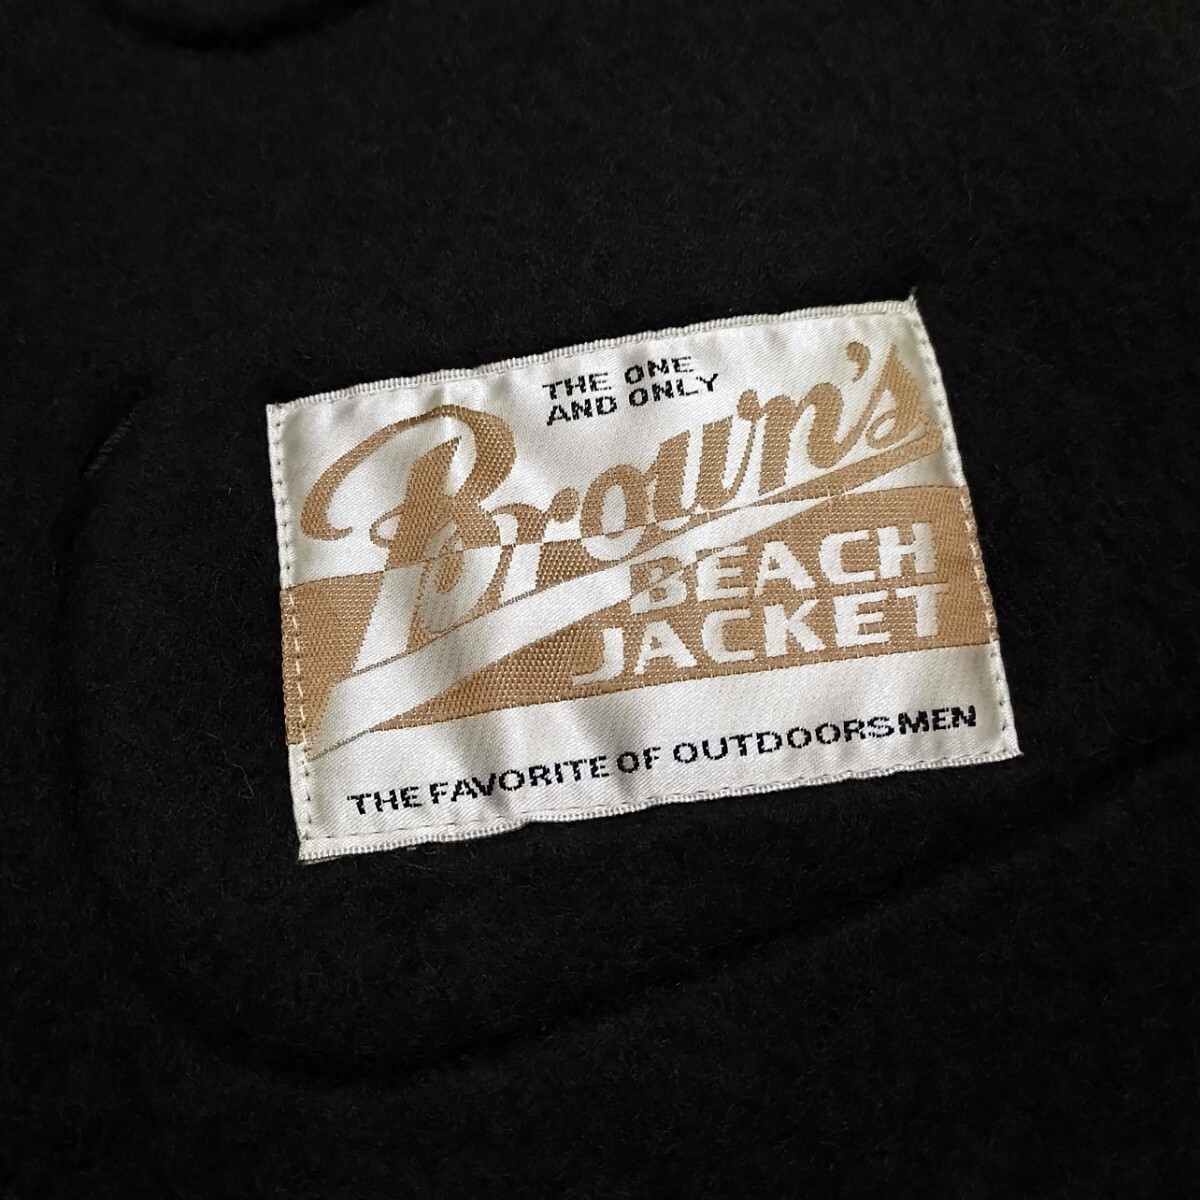 THE ONE
AND ONLY
Brown's
BEACH
JACKET
THE FAVORITE OF OUTDOORSMEN